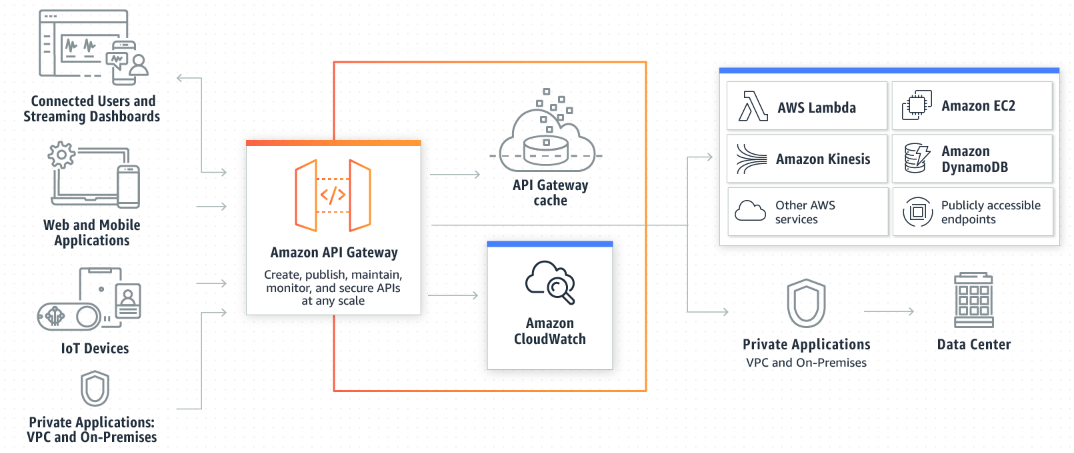 Connected Users and
Streaming Dashboards
Web and Mobile
Applications
IoT Devices
Private Applications:
VPC and On-Premises
</>
Amazon API Gateway
Create, publish, maintain,
monitor, and secure APIs
at any scale
API Gateway
cache
Amazon
CloudWatch
AWS Lambda
Amazon EC2
Amazon Kinesis
Amazon
DynamoDB
Other AWS
services
Publicly accessible
endpoints
Private Applications
VPC and On-Premises
Data Center